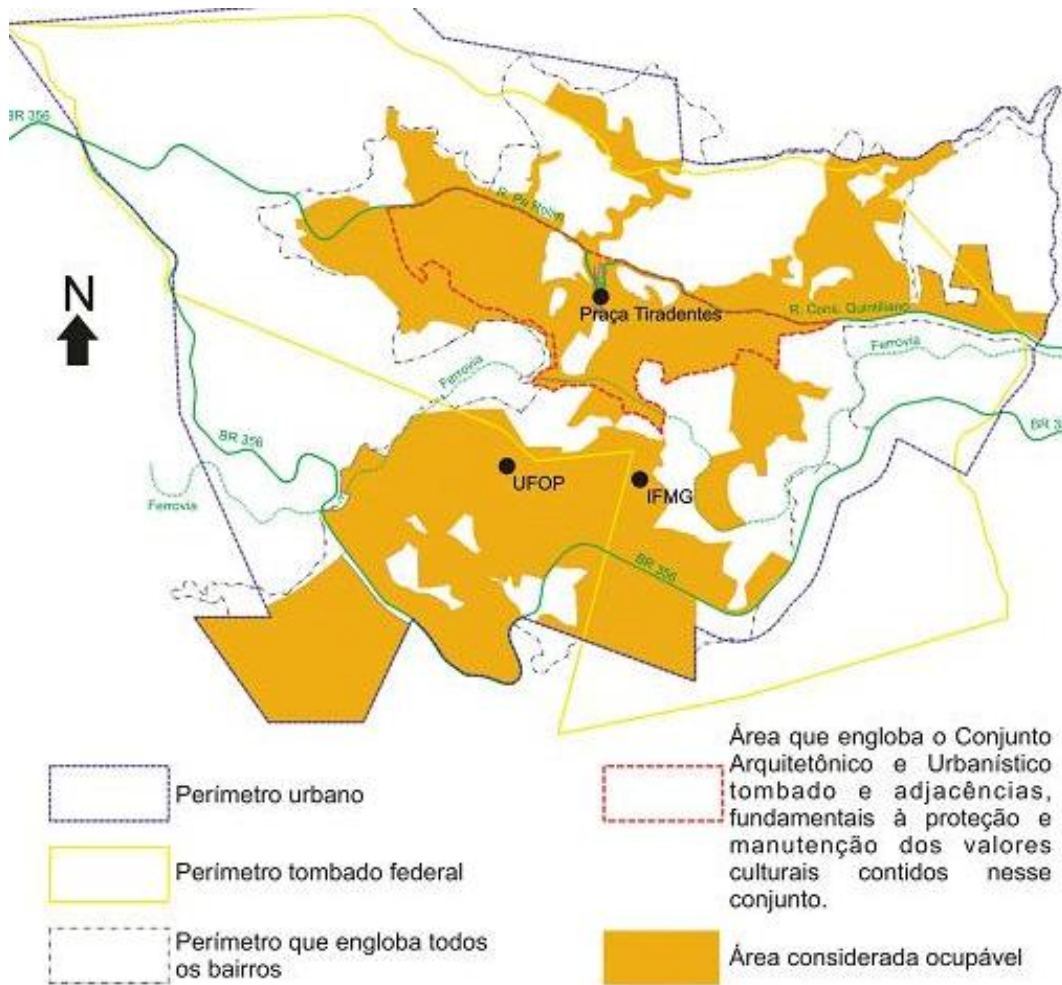 BR 356
R. Pe Rolim
N
Praça Tiradentes
R. Cons. Quintiliano
Ferrovia
Ferrovia
BR 356
BR 3
UFOP
IFMG
Ferrovia
BR 356
Perímetro urbano
Perímetro tombado federal
Perímetro que engloba todos
os bairros
Área que engloba o Conjunto
Arquitetônico e Urbanístico
tombado e adjacências,
fundamentais à proteção e
manutenção dos valores
culturais contidos nesse
conjunto.
Área considerada ocupável